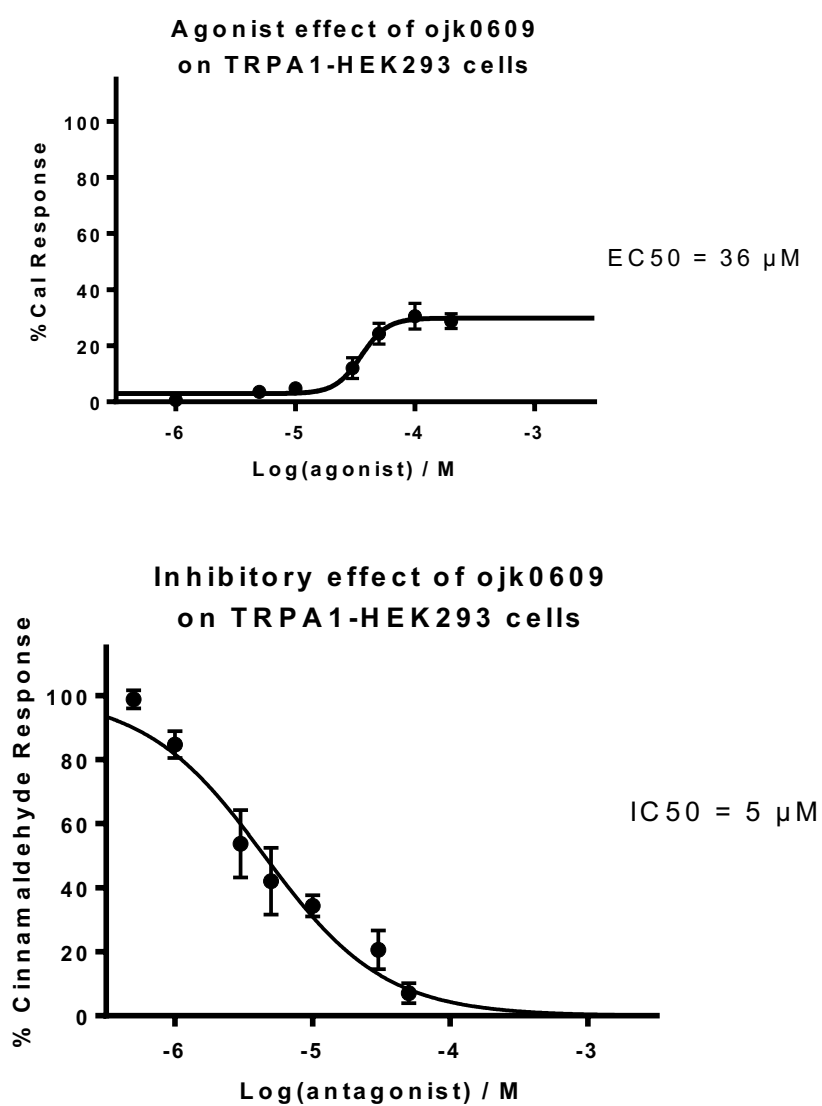 Agonist effect of ojk0609
on TRPA1-HEK293 cells
100
80
60
40
20
0
%Cal Response
-6
-5
-4
-3
Log(agonist) / M
EC50 = 36 µM
Inhibitory effect of ojk0609
on TRPA1-HEK293 cells
100
80
60
40
20
0
% Cinnamaldehyde Response
-6
-5
-4
-3
Log(antagonist) / M
IC50 = 5 µM